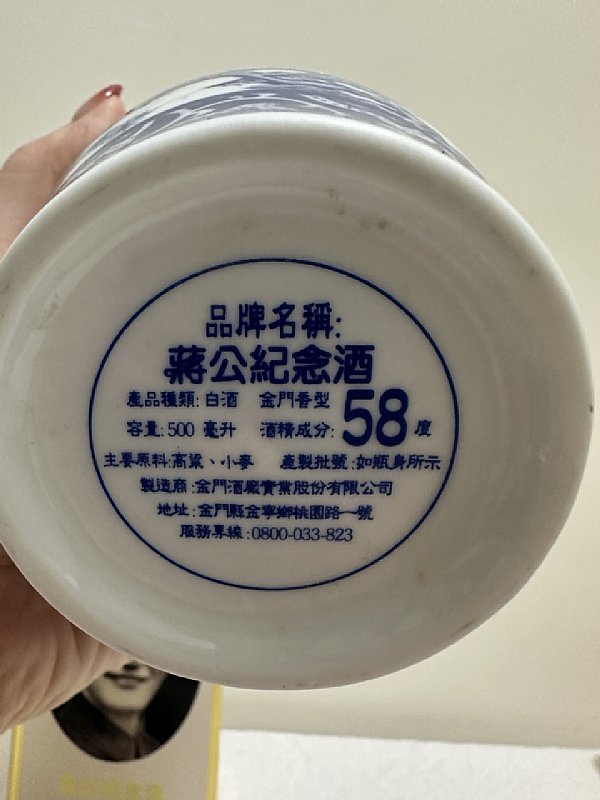 品牌名稱:
蔣公紀念酒
產品種類:白酒 金門香型
容量:500 毫升 酒精成分:58度
主要原料:高粱、小麥 產製批號:如瓶身所示
製造商:金門酒廠實業股份有限公司
地址:金門縣金寧鄉桃園路一號
服務專線:0800-033-823